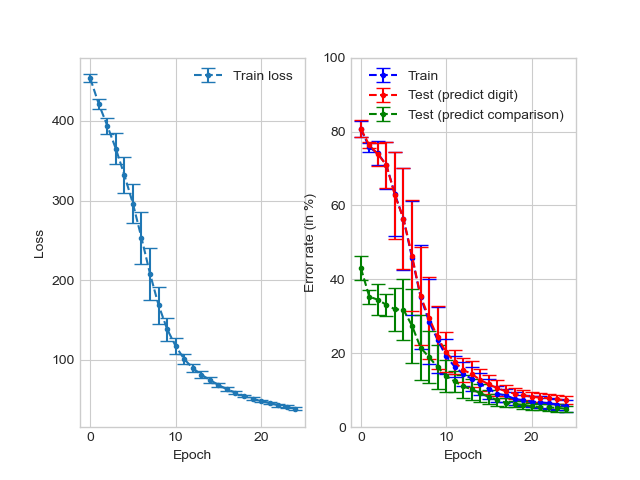 Train loss
400
300
200
100
0
10
20
Loss
Epoch
Train
Test (predict digit)
Test (predict comparison)
100
80
60
40
20
0
0
10
20
Error rate (in %)
Epoch